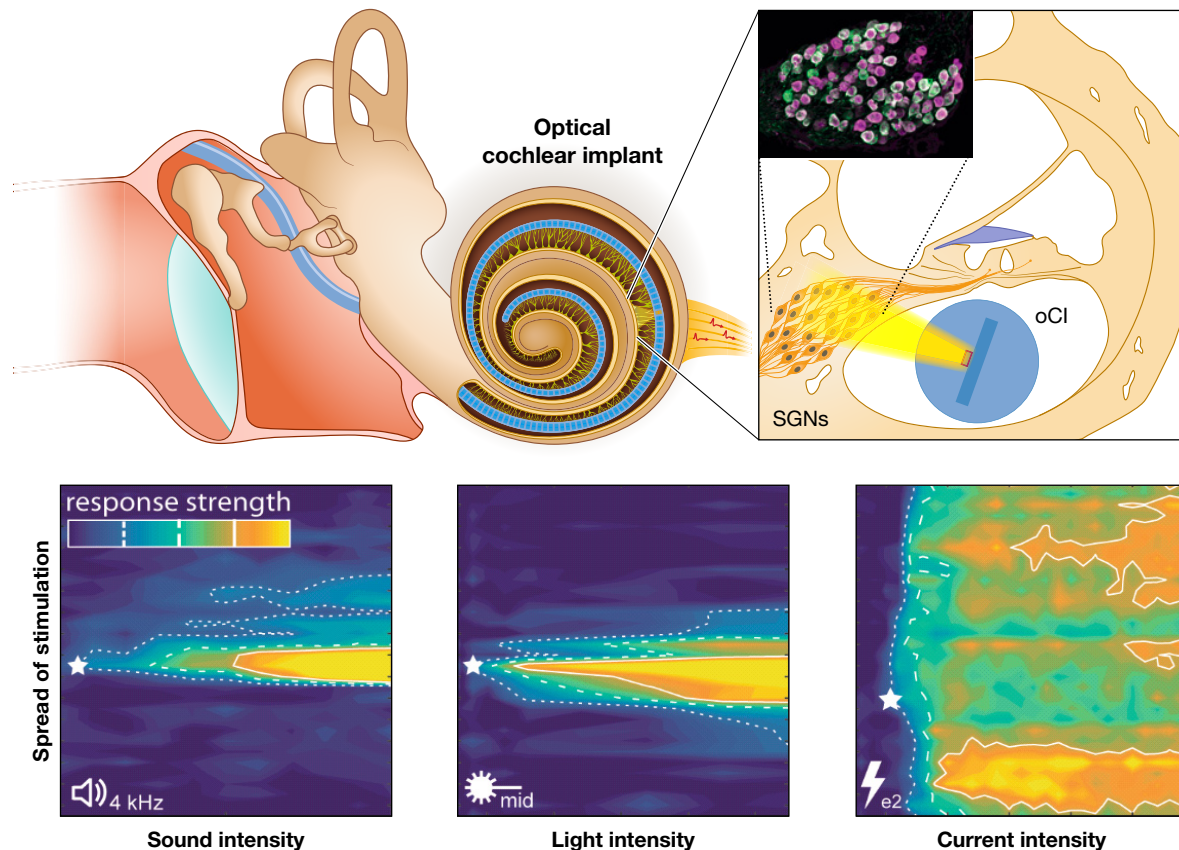 Optical
cochlear implant
oCI
SGNs
response strength
Spread of stimulation
4 kHz
mid
e2
Sound intensity
Light intensity
Current intensity